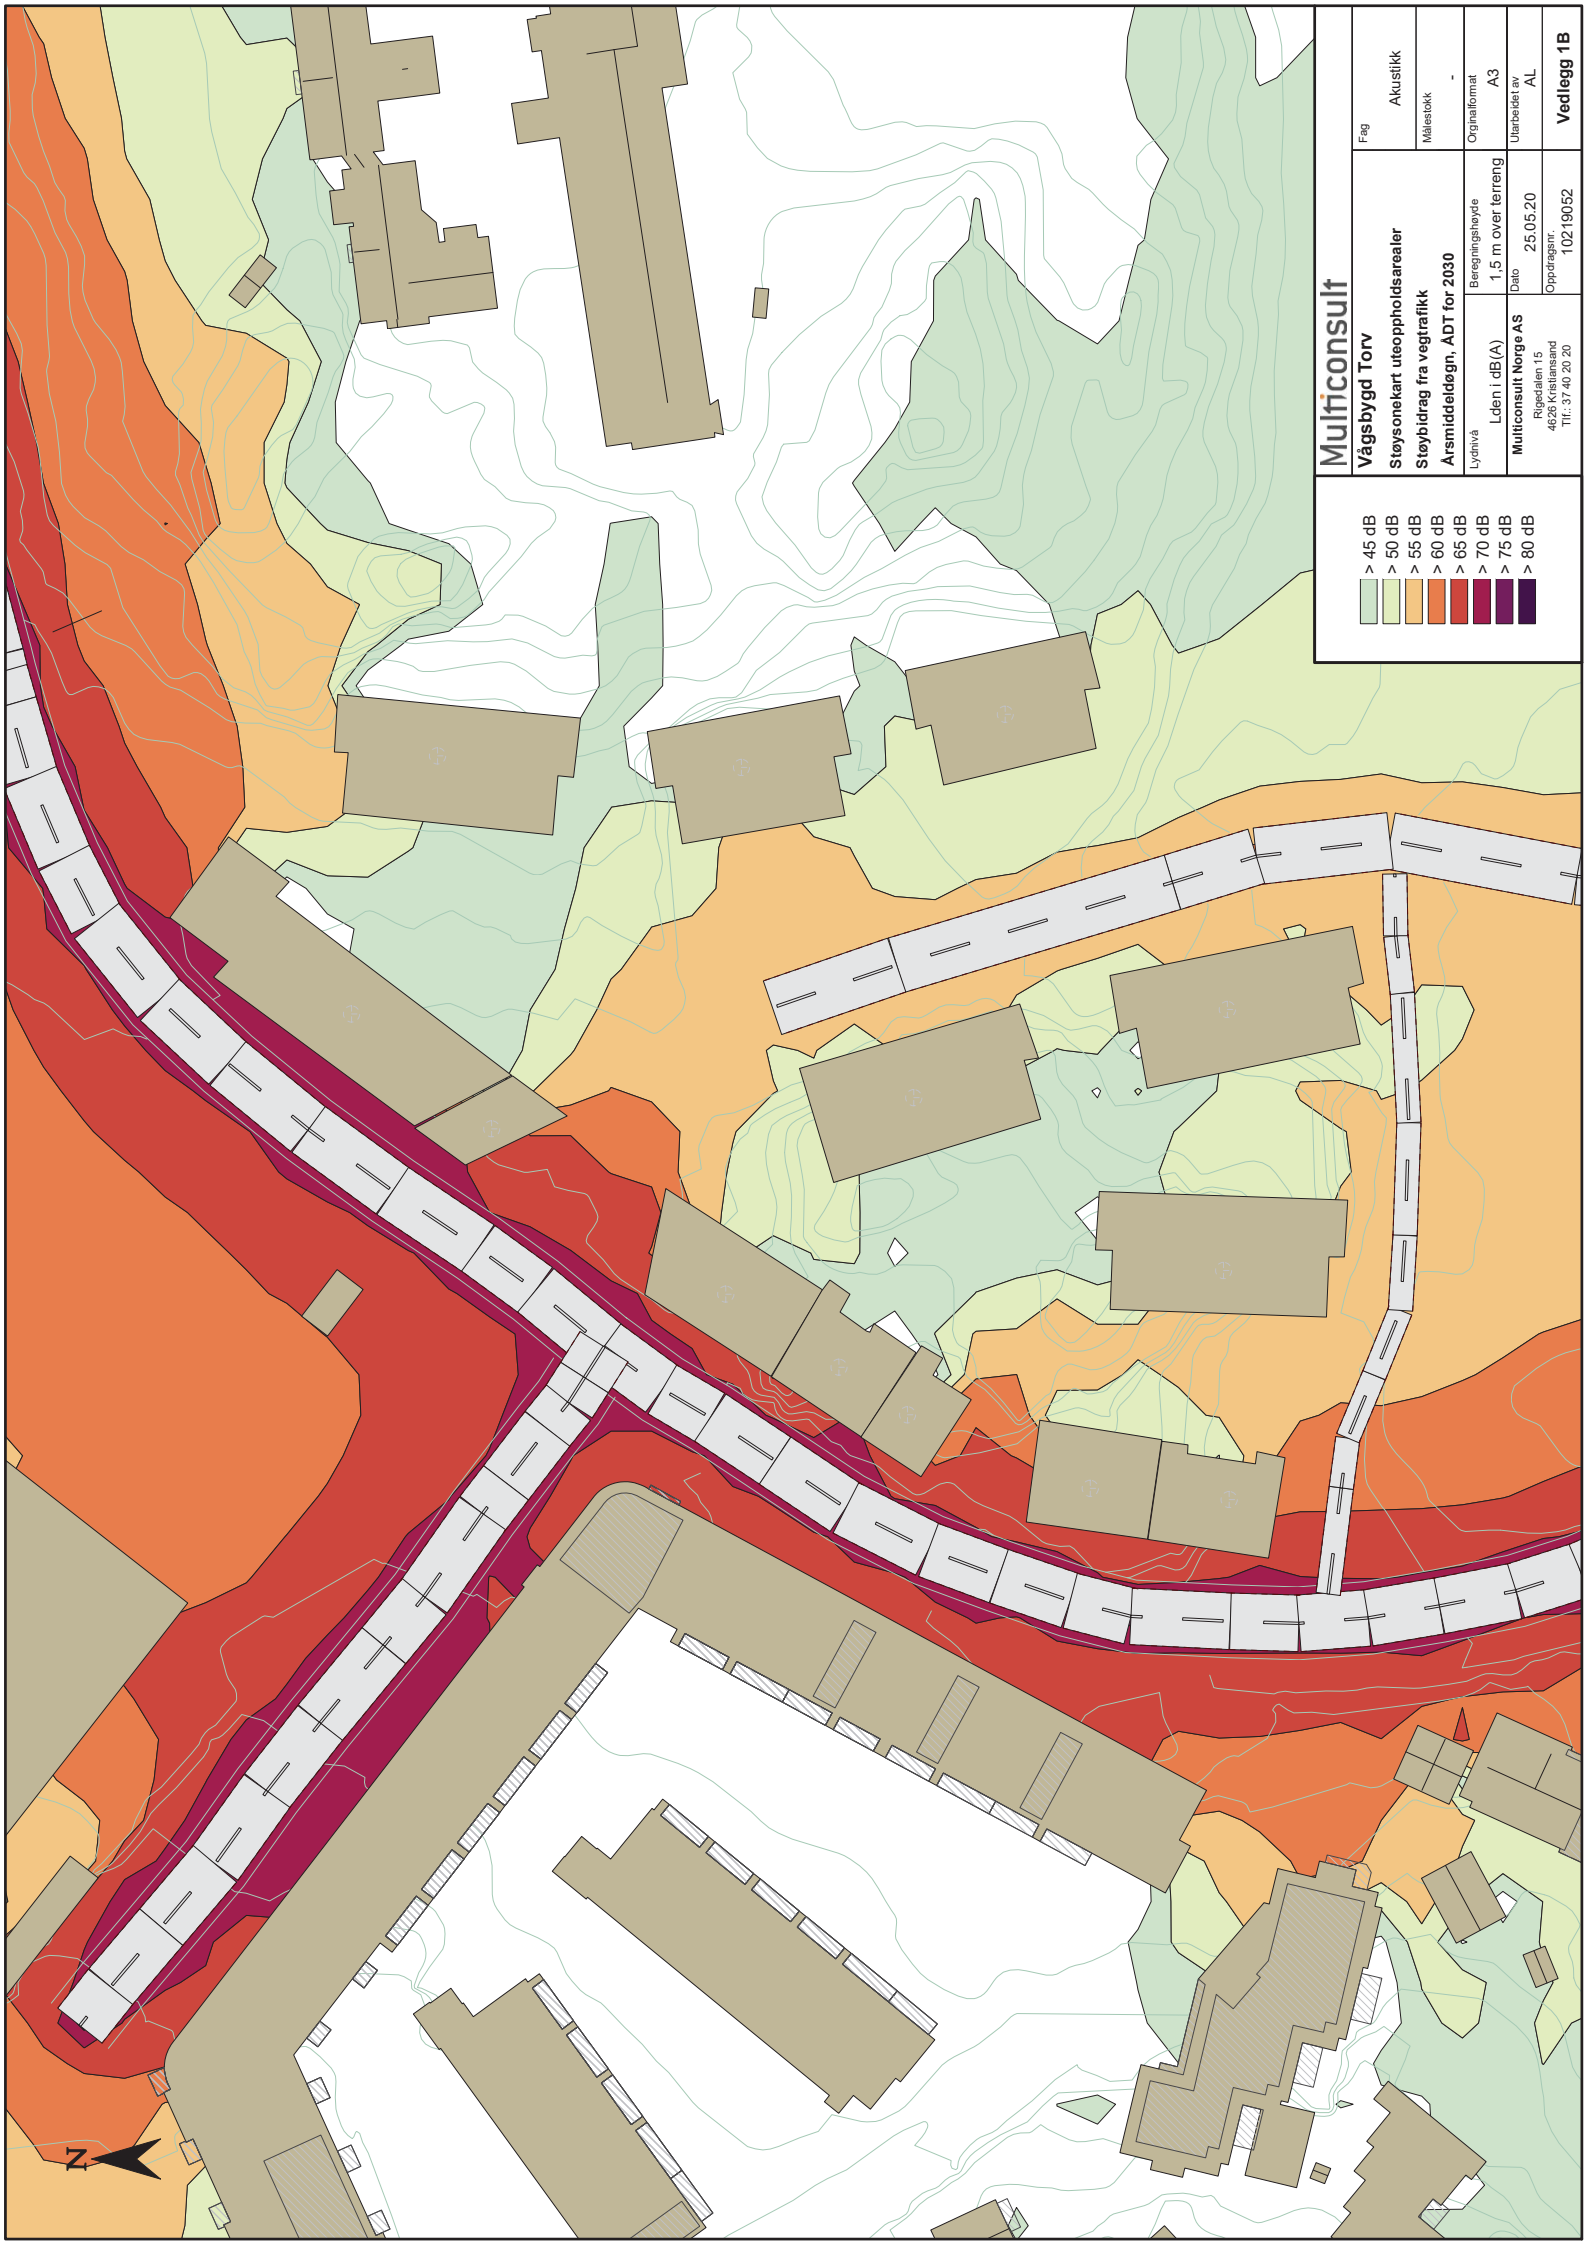 > 45 dB
> 50 dB
> 55 dB
> 60 dB
> 65 dB
> 70 dB
> 75 dB
> 80 dB
Multiconsult
Vågsbygd Torv
Støysonekart uteoppholdsarealer
Støybidrag fra vegtrafikk
Årsmiddeldøgn, ÅDT for 2030
Fag
Akustikk
Målestokk
-
Lydnivå
Lden i dB(A)
Beregningshøyde
1,5 m over terreng
Orginalformat
A3
Multiconsult Norge AS
Rigedalen 15
4626 Kristiansand
Tlf.: 37 40 20 20
Dato
25.05.20
Utarbeidet av
AL
Oppdragsnr.
10219052
Vedlegg 1B
N